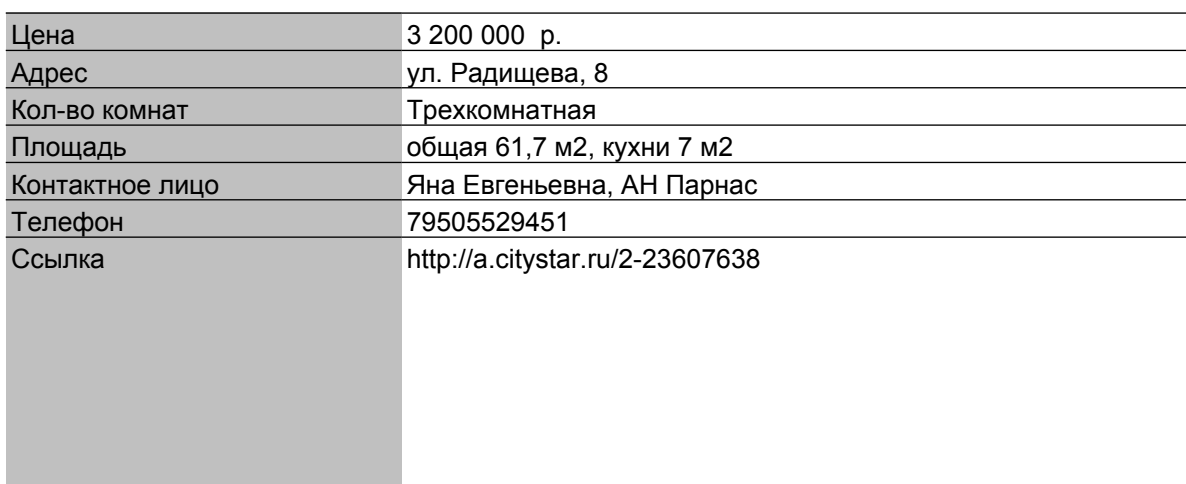 Цена 3 200 000 р.
Адрес ул. Радищева, 8
Кол-во комнат Трехкомнатная
Площадь общая 61,7 м2, кухни 7 м2
Контактное лицо Яна Евгеньевна, АН Парнас
Телефон 79505529451
Ссылка http://a.citystar.ru/2-23607638